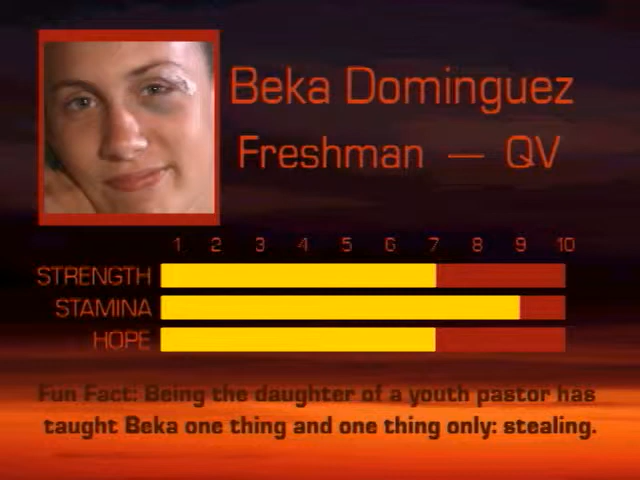 Beka Dominguez
Freshman — QV
1 2 3 4 5 6 7 8 9 10
STRENGTH
STAMINA
HOPE
Fun Fact: Being the daughter of a youth pastor has
taught Beka one thing and one thing only: stealing.